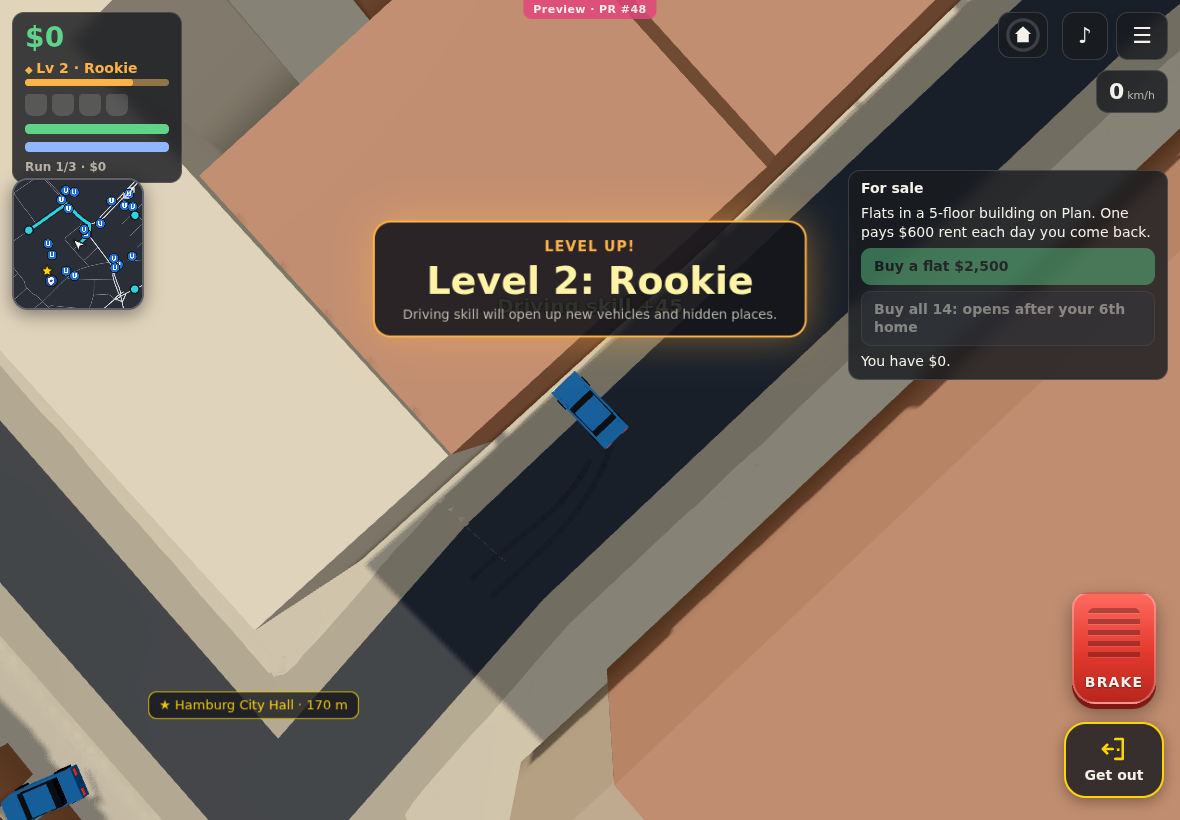 Preview · PR #48
$0
Lv 2 · Rookie
Run 1/3 · $0
0 km/h
For sale
Flats in a 5-floor building on Plan. One
pays $600 rent each day you come back.
Buy a flat $2,500
Buy all 14: opens after your 6th
home
You have $0.
LEVEL UP!
Level 2: Rookie
Driving skill +45
Driving skill will open up new vehicles and hidden places.
★ Hamburg City Hall · 170 m
BRAKE
Get out